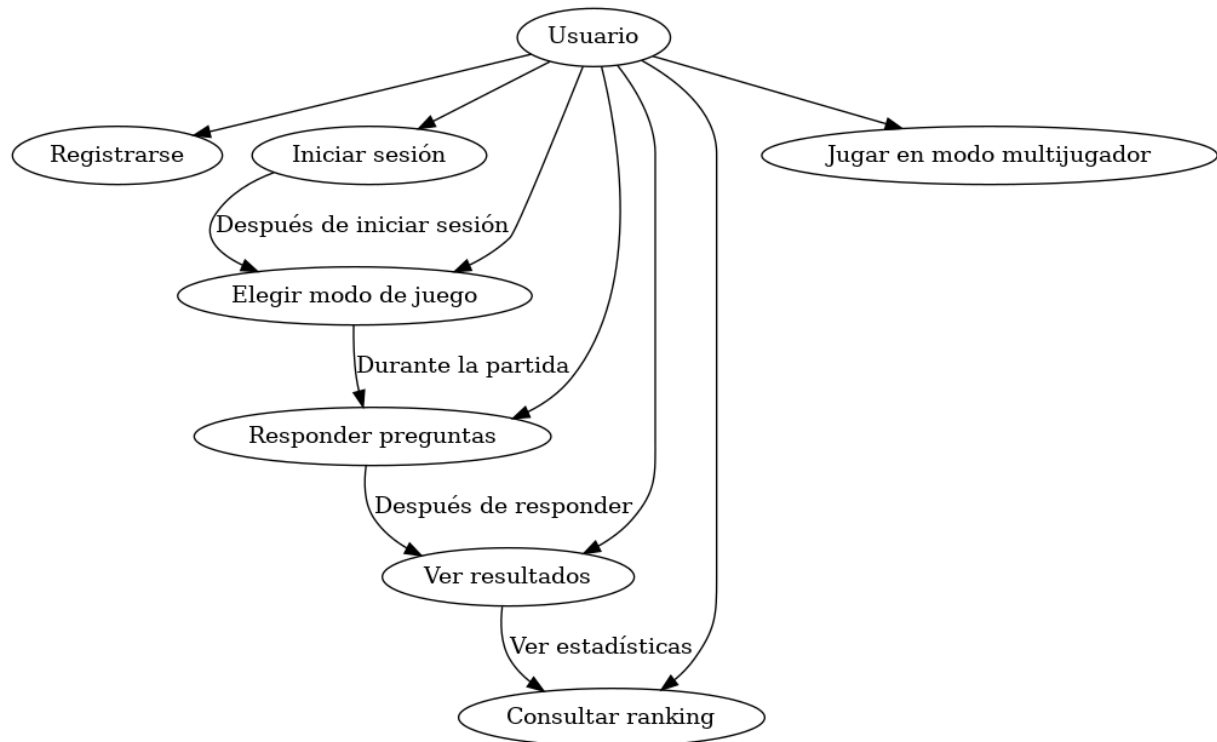 Usuario
Registrarse
Iniciar sesión
Jugar en modo multijugador
Después de iniciar sesión
Elegir modo de juego
Durante la partida
Responder preguntas
Después de responder
Ver resultados
Ver estadísticas
Consultar ranking